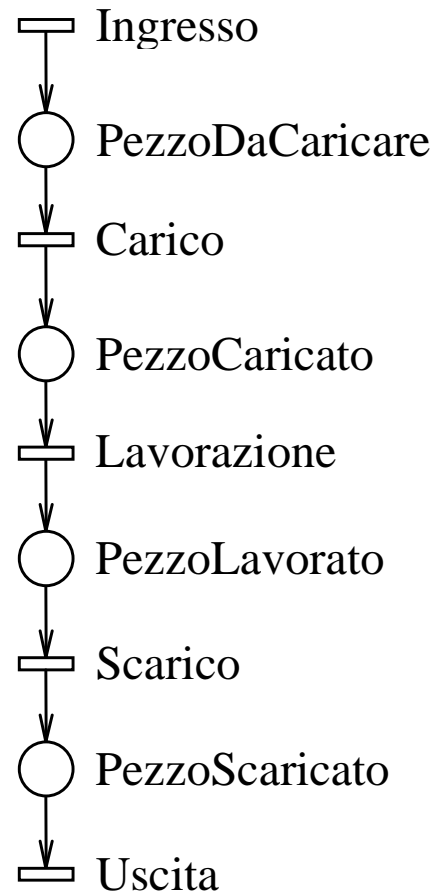 Ingresso
PezzoDaCaricare
Carico
PezzoCaricato
Lavorazione
PezzoLavorato
Scarico
PezzoScaricato
Uscita